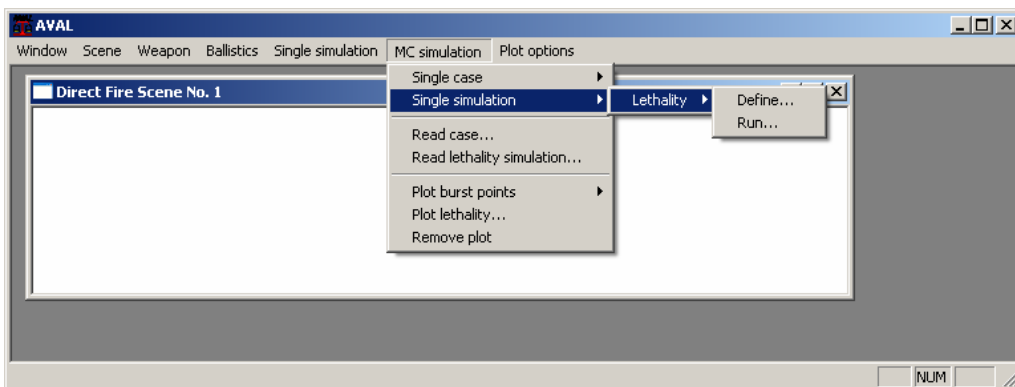 AVAL
Window Scene Weapon Ballistics Single simulation MC simulation Plot options
Direct Fire Scene No. 1
Single case
Single simulation
Lethality
Define...
Run...
Read case...
Read lethality simulation...
Plot burst points
Plot lethality...
Remove plot
NUM